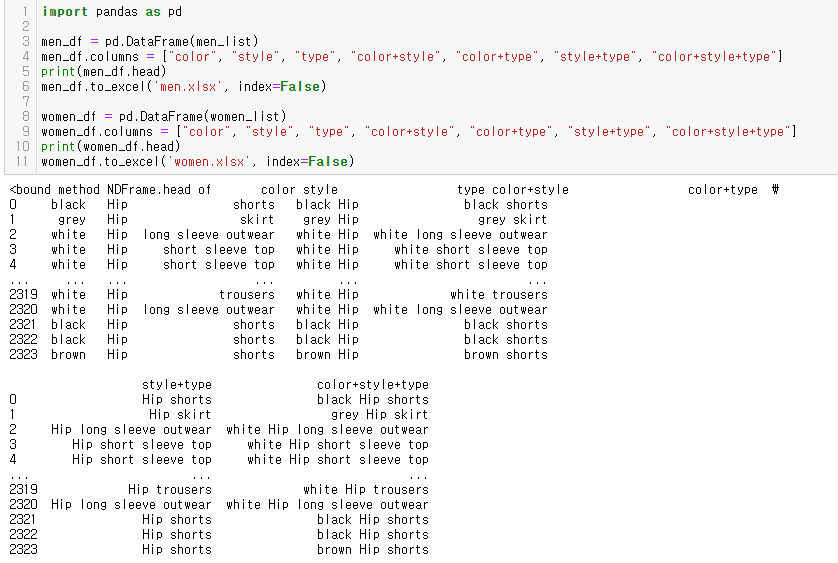 1 import pandas as pd
2
3 men_df = pd.DataFrame(men_list)
4 men_df.columns = ["color", "style", "type", "color+style", "color+type", "style+type", "color+style+type"]
5 print(men_df.head)
6 men_df.to_excel('men.xlsx', index=False)
7
8 women_df = pd.DataFrame(women_list)
9 women_df.columns = ["color", "style", "type", "color+style", "color+type", "style+type", "color+style+type"]
10 print(women_df.head)
11 women_df.to_excel('women.xlsx', index=False)
<bound method NDFrame.head of       color style                 type color+style                 color+type  ₩
0     black   Hip               shorts   black Hip               black shorts
1      grey   Hip                skirt    grey Hip                 grey skirt
2     white   Hip  long sleeve outwear   white Hip  white long sleeve outwear
3     white   Hip     short sleeve top   white Hip     white short sleeve top
4     white   Hip     short sleeve top   white Hip     white short sleeve top
...     ...   ...                  ...         ...                        ...
2319  white   Hip             trousers   white Hip             white trousers
2320  white   Hip  long sleeve outwear   white Hip  white long sleeve outwear
2321  black   Hip               shorts   black Hip               black shorts
2322  black   Hip               shorts   black Hip               black shorts
2323  brown   Hip               shorts   brown Hip               brown shorts
style+type               color+style+type
0                  Hip shorts               black Hip shorts
1                   Hip skirt                 grey Hip skirt
2     Hip long sleeve outwear  white Hip long sleeve outwear
3        Hip short sleeve top     white Hip short sleeve top
4        Hip short sleeve top     white Hip short sleeve top
...                       ...                            ...
2319             Hip trousers             white Hip trousers
2320  Hip long sleeve outwear  white Hip long sleeve outwear
2321               Hip shorts               black Hip shorts
2322               Hip shorts               black Hip shorts
2323               Hip shorts               brown Hip shorts